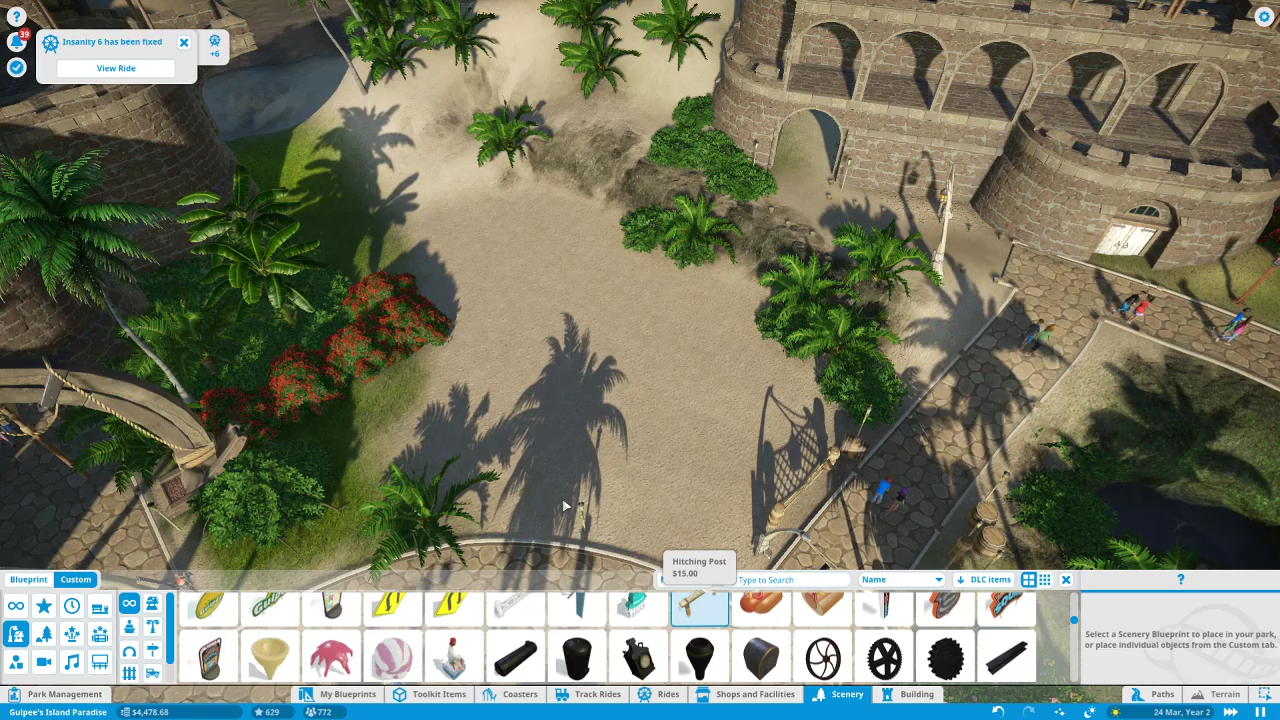 39
Insanity 6 has been fixed
+6
View Ride
Hitching Post
$15.00
Blueprint
Custom
Type to Search
Name
DLC items
?
Select a Scenery Blueprint to place in your park,
or place individual objects from the Custom tab.
Park Management
My Blueprints
Toolkit Items
Coasters
Track Rides
Rides
Shops and Facilities
Scenery
Building
Paths
Terrain
Gulpee's Island Paradise
$4,478.68
629
772
24 Mar, Year 2